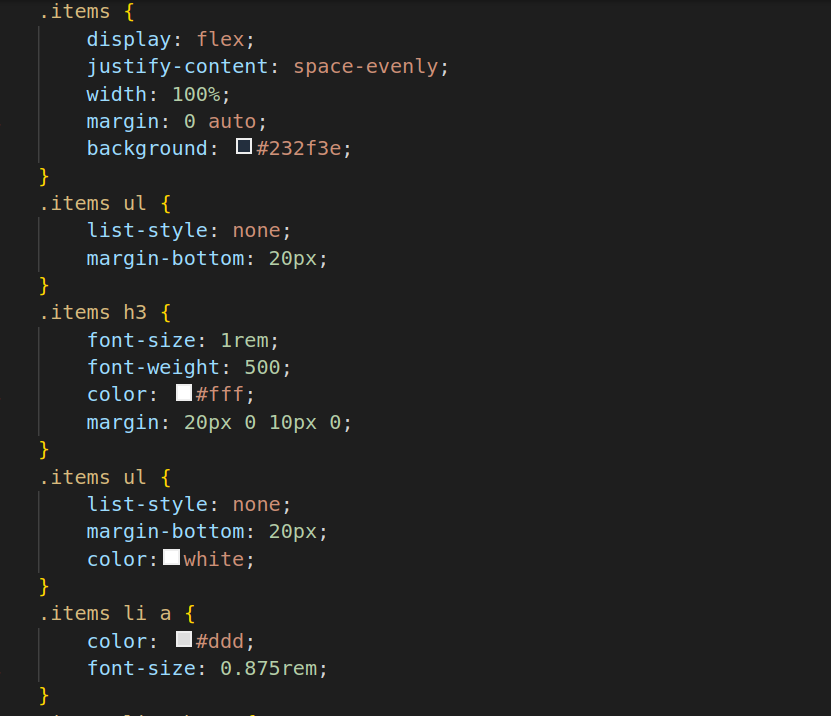 .items {
display: flex;
justify-content: space-evenly;
width: 100%;
margin: 0 auto;
background: #232f3e;
}
.items ul {
list-style: none;
margin-bottom: 20px;
}
.items h3 {
font-size: 1rem;
font-weight: 500;
color: #fff;
margin: 20px 0 10px 0;
}
.items ul {
list-style: none;
margin-bottom: 20px;
color:white;
}
.items li a {
color: #ddd;
font-size: 0.875rem;
}